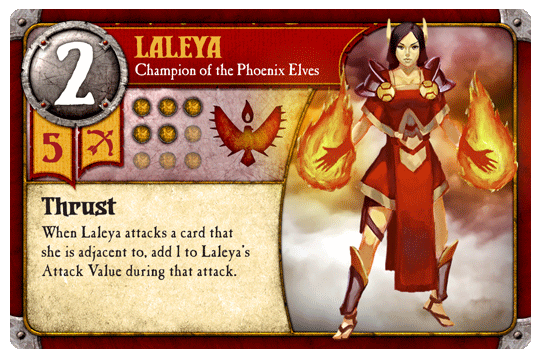 2
LALEYA
Champion of the Phoenix Elves
5
Thrust
When Laleya attacks a card that
she is adjacent to, add 1 to Laleya's
Attack Value during that attack.